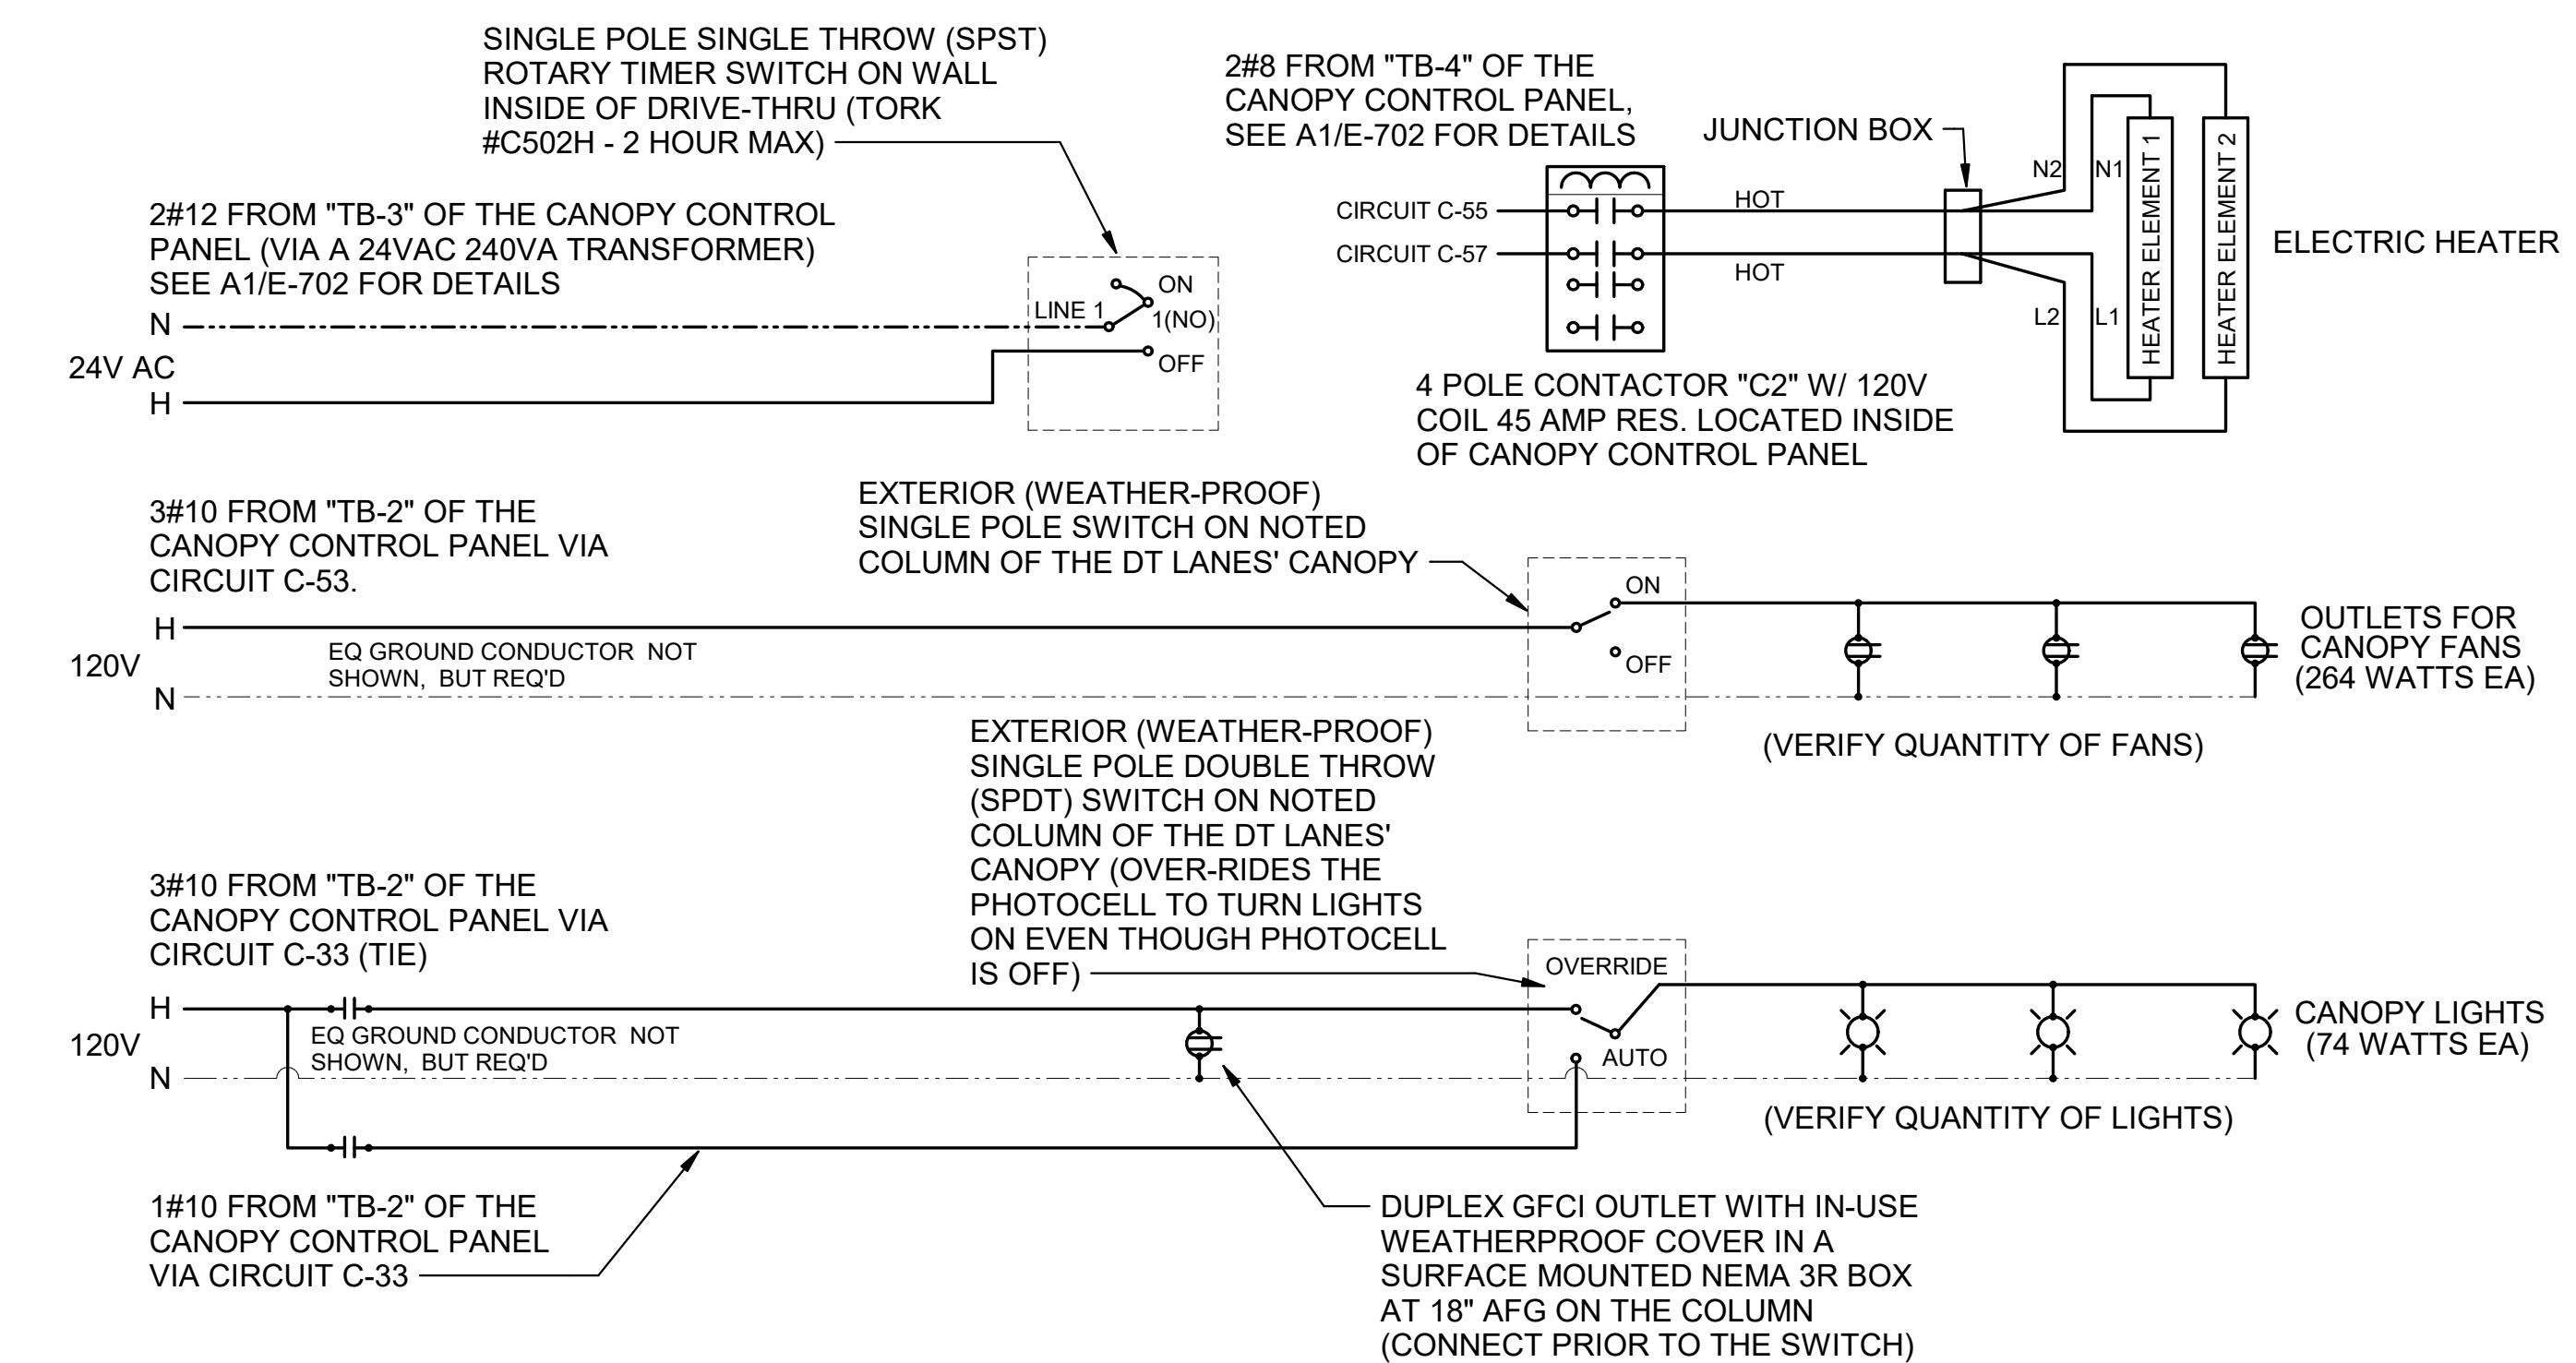 SINGLE POLE SINGLE THROW (SPST)
ROTARY TIMER SWITCH ON WALL
INSIDE OF DRIVE-THRU (TORK
#C502H - 2 HOUR MAX)
2#12 FROM "TB-3" OF THE CANOPY CONTROL
PANEL (VIA A 24VAC 240VA TRANSFORMER)
SEE A1/E-702 FOR DETAILS
N
24V AC
H
LINE 1
ON
1(NO)
OFF
2#8 FROM "TB-4" OF THE
CANOPY CONTROL PANEL,
SEE A1/E-702 FOR DETAILS
JUNCTION BOX
CIRCUIT C-55
CIRCUIT C-57
HOT
HOT
N2
N1
L2
L1
HEATER ELEMENT 1
HEATER ELEMENT 2
ELECTRIC HEATER
4 POLE CONTACTOR "C2" W/ 120V
COIL 45 AMP RES. LOCATED INSIDE
OF CANOPY CONTROL PANEL
3#10 FROM "TB-2" OF THE
CANOPY CONTROL PANEL VIA
CIRCUIT C-53.
H
120V
N
EQ GROUND CONDUCTOR NOT
SHOWN, BUT REQ'D
EXTERIOR (WEATHER-PROOF)
SINGLE POLE SWITCH ON NOTED
COLUMN OF THE DT LANES' CANOPY
ON
OFF
OUTLETS FOR
CANOPY FANS
(264 WATTS EA)
(VERIFY QUANTITY OF FANS)
EXTERIOR (WEATHER-PROOF)
SINGLE POLE DOUBLE THROW
(SPDT) SWITCH ON NOTED
COLUMN OF THE DT LANES'
CANOPY (OVER-RIDES THE
PHOTOCELL TO TURN LIGHTS
ON EVEN THOUGH PHOTOCELL
IS OFF)
3#10 FROM "TB-2" OF THE
CANOPY CONTROL PANEL VIA
CIRCUIT C-33 (TIE)
H
120V
N
EQ GROUND CONDUCTOR NOT
SHOWN, BUT REQ'D
OVERRIDE
AUTO
CANOPY LIGHTS
(74 WATTS EA)
(VERIFY QUANTITY OF LIGHTS)
1#10 FROM "TB-2" OF THE
CANOPY CONTROL PANEL
VIA CIRCUIT C-33
DUPLEX GFCI OUTLET WITH IN-USE
WEATHERPROOF COVER IN A
SURFACE MOUNTED NEMA 3R BOX
AT 18" AFG ON THE COLUMN
(CONNECT PRIOR TO THE SWITCH)